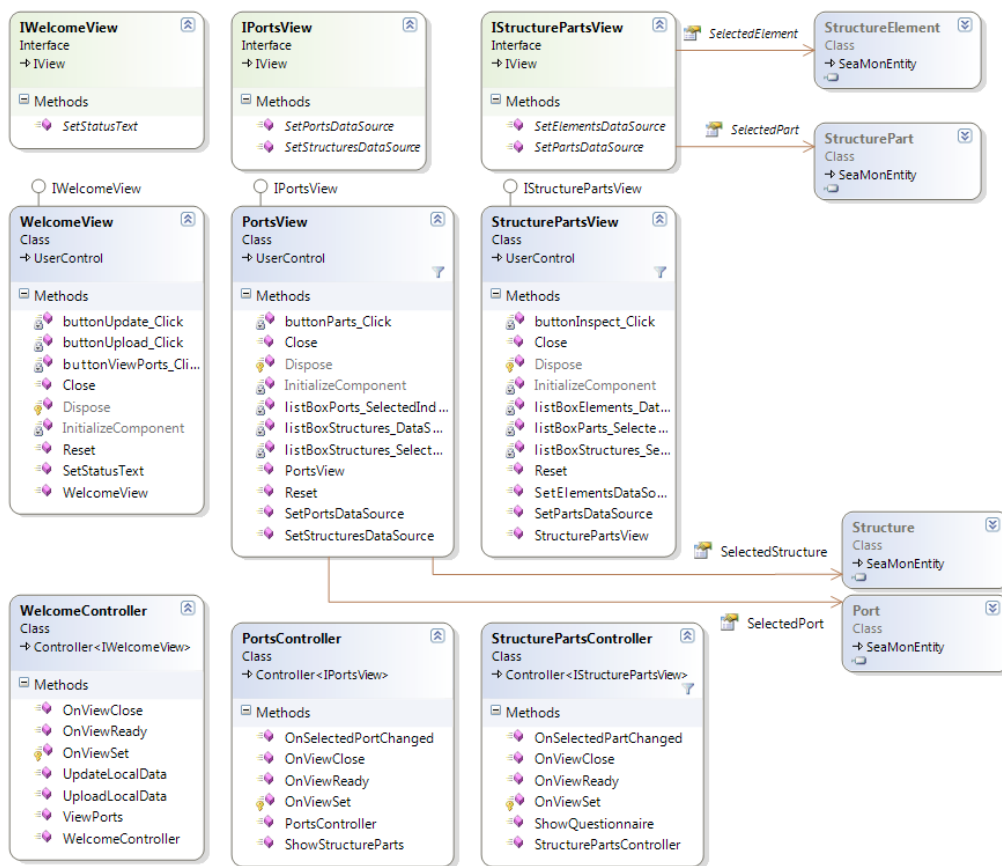 IWelcomeView
Interface
IView
Methods
SetStatusText
IPortsView
Interface
IView
Methods
SetPortsDataSource
SetStructuresDataSource
IStructurePartsView
Interface
IView
Methods
SetElementsDataSource
SetPartsDataSource
SelectedElement
StructureElement
Class
SeaMonEntity
SelectedPart
StructurePart
Class
SeaMonEntity
IWelcomeView
WelcomeView
Class
UserControl
Methods
buttonUpdate_Click
buttonUpload_Click
buttonViewPorts_Cli...
Close
Dispose
InitializeComponent
Reset
SetStatusText
WelcomeView
IPortsView
PortsView
Class
UserControl
Methods
buttonParts_Click
Close
Dispose
InitializeComponent
listBoxPorts_SelectedInd...
listBoxStructures_DataS...
listBoxStructures_Select...
PortsView
Reset
SetPortsDataSource
SetStructuresDataSource
IStructurePartsView
StructurePartsView
Class
UserControl
Methods
buttonInspect_Click
Close
Dispose
InitializeComponent
listBoxElements_Dat...
listBoxParts_Selecte...
listBoxStructures_Se...
Reset
SetElementsDataSo...
SetPartsDataSource
StructurePartsView
SelectedStructure
Structure
Class
SeaMonEntity
SelectedPort
Port
Class
SeaMonEntity
WelcomeController
Class
Controller<IWelcomeView>
Methods
OnViewClose
OnViewReady
OnViewSet
UpdateLocalData
UploadLocalData
ViewPorts
WelcomeController
PortsController
Class
Controller<IPortsView>
Methods
OnSelectedPortChanged
OnViewClose
OnViewReady
OnViewSet
PortsController
ShowStructureParts
StructurePartsController
Class
Controller<IStructurePartsView>
Methods
OnSelectedPartChanged
OnViewClose
OnViewReady
OnViewSet
ShowQuestionnaire
StructurePartsController